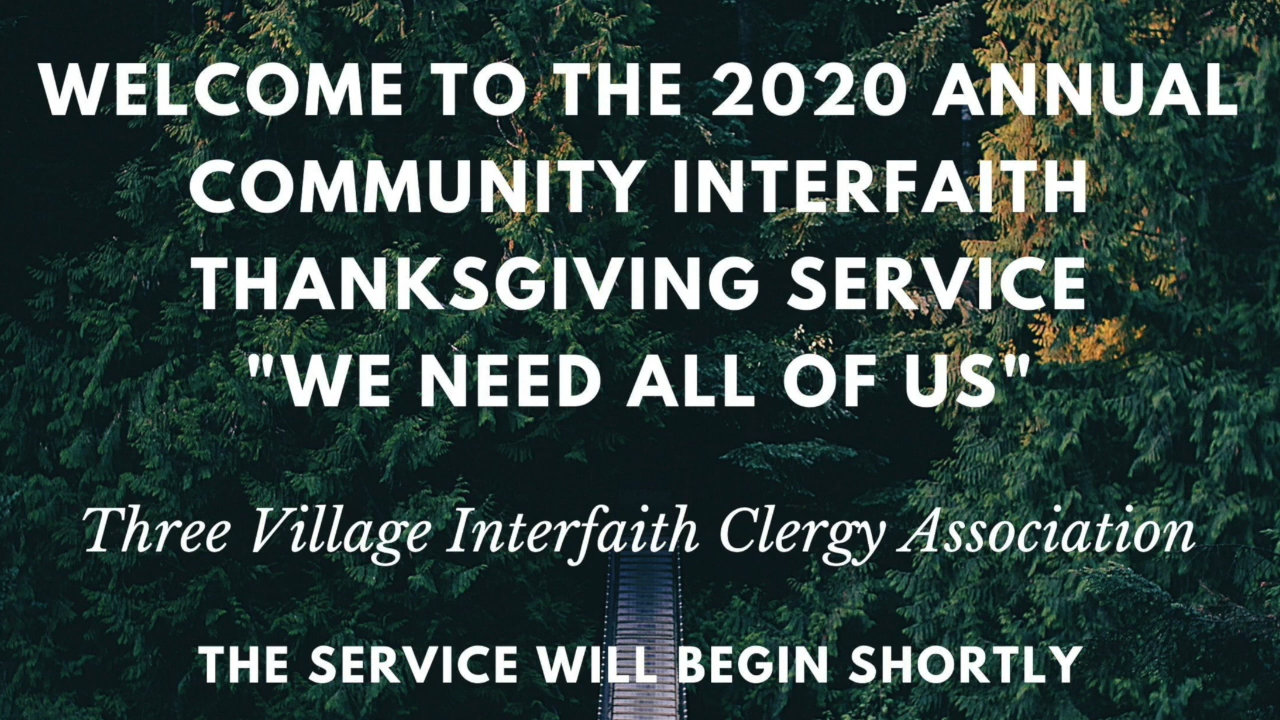 WELCOME TO THE 2020 ANNUAL
COMMUNITY INTERFAITH
THANKSGIVING SERVICE
"WE NEED ALL OF US"
Three Village Interfaith Clergy Association
THE SERVICE WILL BEGIN SHORTLY